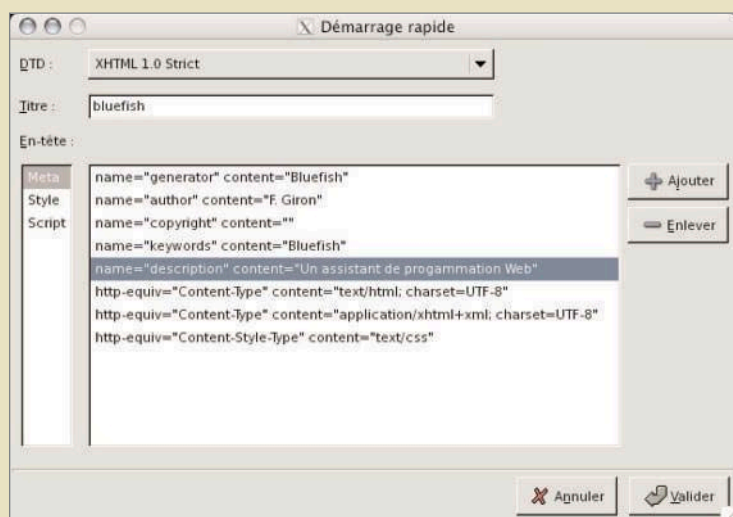 Démarrage rapide
DTD : XHTML 1.0 Strict
Titre : bluefish
En-tête :
Meta
Style
Script
name="generator" content="Bluefish"
name="author" content="F. Giron"
name="copyright" content=""
name="keywords" content="Bluefish"
name="description" content="Un assistant de progammation Web"
http-equiv="Content-Type" content="text/html; charset=UTF-8"
http-equiv="Content-Type" content="application/xhtml+xml; charset=UTF-8"
http-equiv="Content-Style-Type" content="text/css"
Ajouter
Enlever
Annuler
Valider